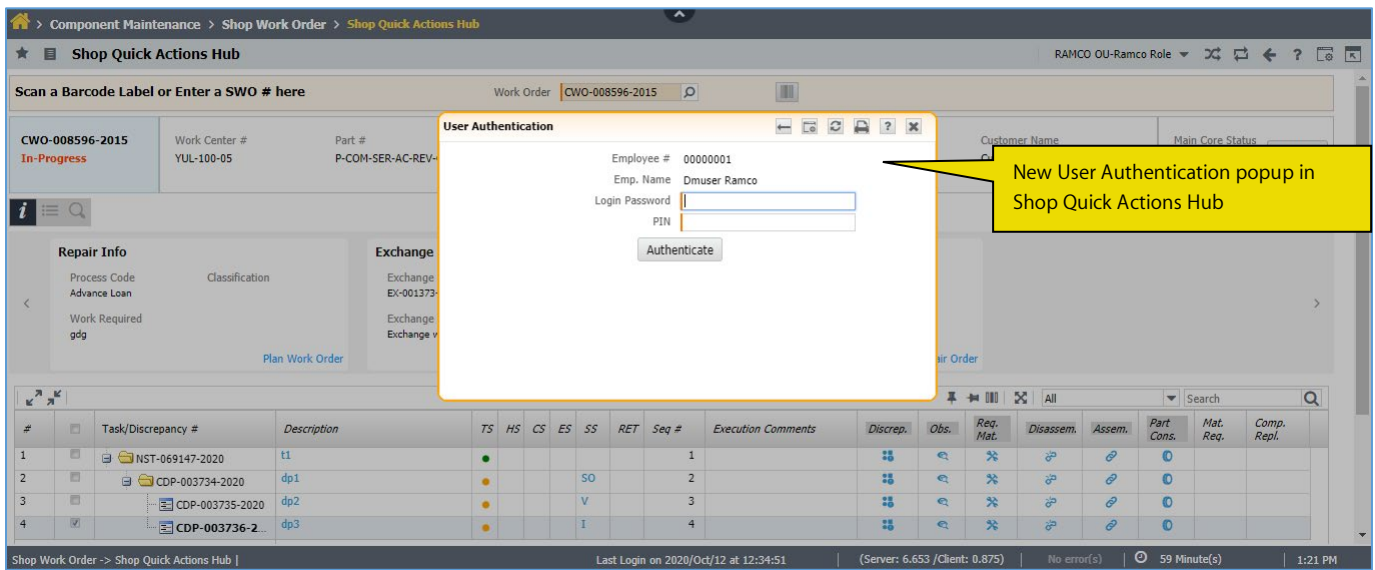 > Component Maintenance > Shop Work Order > Shop Quick Actions Hub
Shop Quick Actions Hub
RAMCO OU-Ramco Role
?
Scan a Barcode Label or Enter a SWO # here
Work Order CWO-008596-2015
CWO-008596-2015
In-Progress
Work Center #
YUL-100-05
Part #
P-COM-SER-AC-REV-
Customer Name
Main Core Status
User Authentication
?
Employee # 00000001
Emp. Name Dmuser Ramco
Login Password
PIN
Authenticate
New User Authentication popup in
Shop Quick Actions Hub
i
Repair Info
Process Code
Classification
Advance Loan
Work Required
gdg
Plan Work Order
Exchange
Exchange
EX-001373-
Exchange
Exchange
air Order
All
Search
# Task/Discrepancy # Description TS HS CS ES SS RET Seq # Execution Comments Discrep. Obs. Req. Mat. Disassem. Assem. Part Cons. Mat. Req. Comp. Repl.
1 NST-069147-2020 t1 1
2 CDP-003734-2020 dp1 SO 2
3 CDP-003735-2020 dp2 V 3
4 CDP-003736-2... dp3 I 4
Shop Work Order -> Shop Quick Actions Hub |
Last Login on 2020/Oct/12 at 12:34:51
(Server: 6.653 /Client: 0.875)
No error(s)
59 Minute(s)
1:21 PM